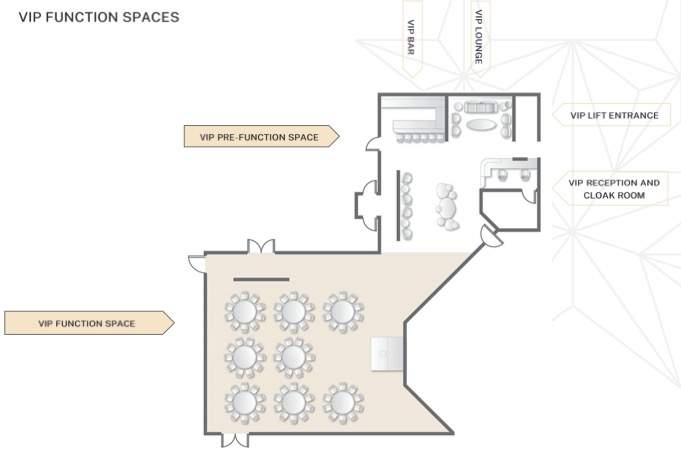 VIP FUNCTION SPACES
VIP BAR
VIP LOUNGE
VIP LIFT ENTRANCE
VIP PRE-FUNCTION SPACE
VIP RECEPTION AND
CLOAK ROOM
VIP FUNCTION SPACE